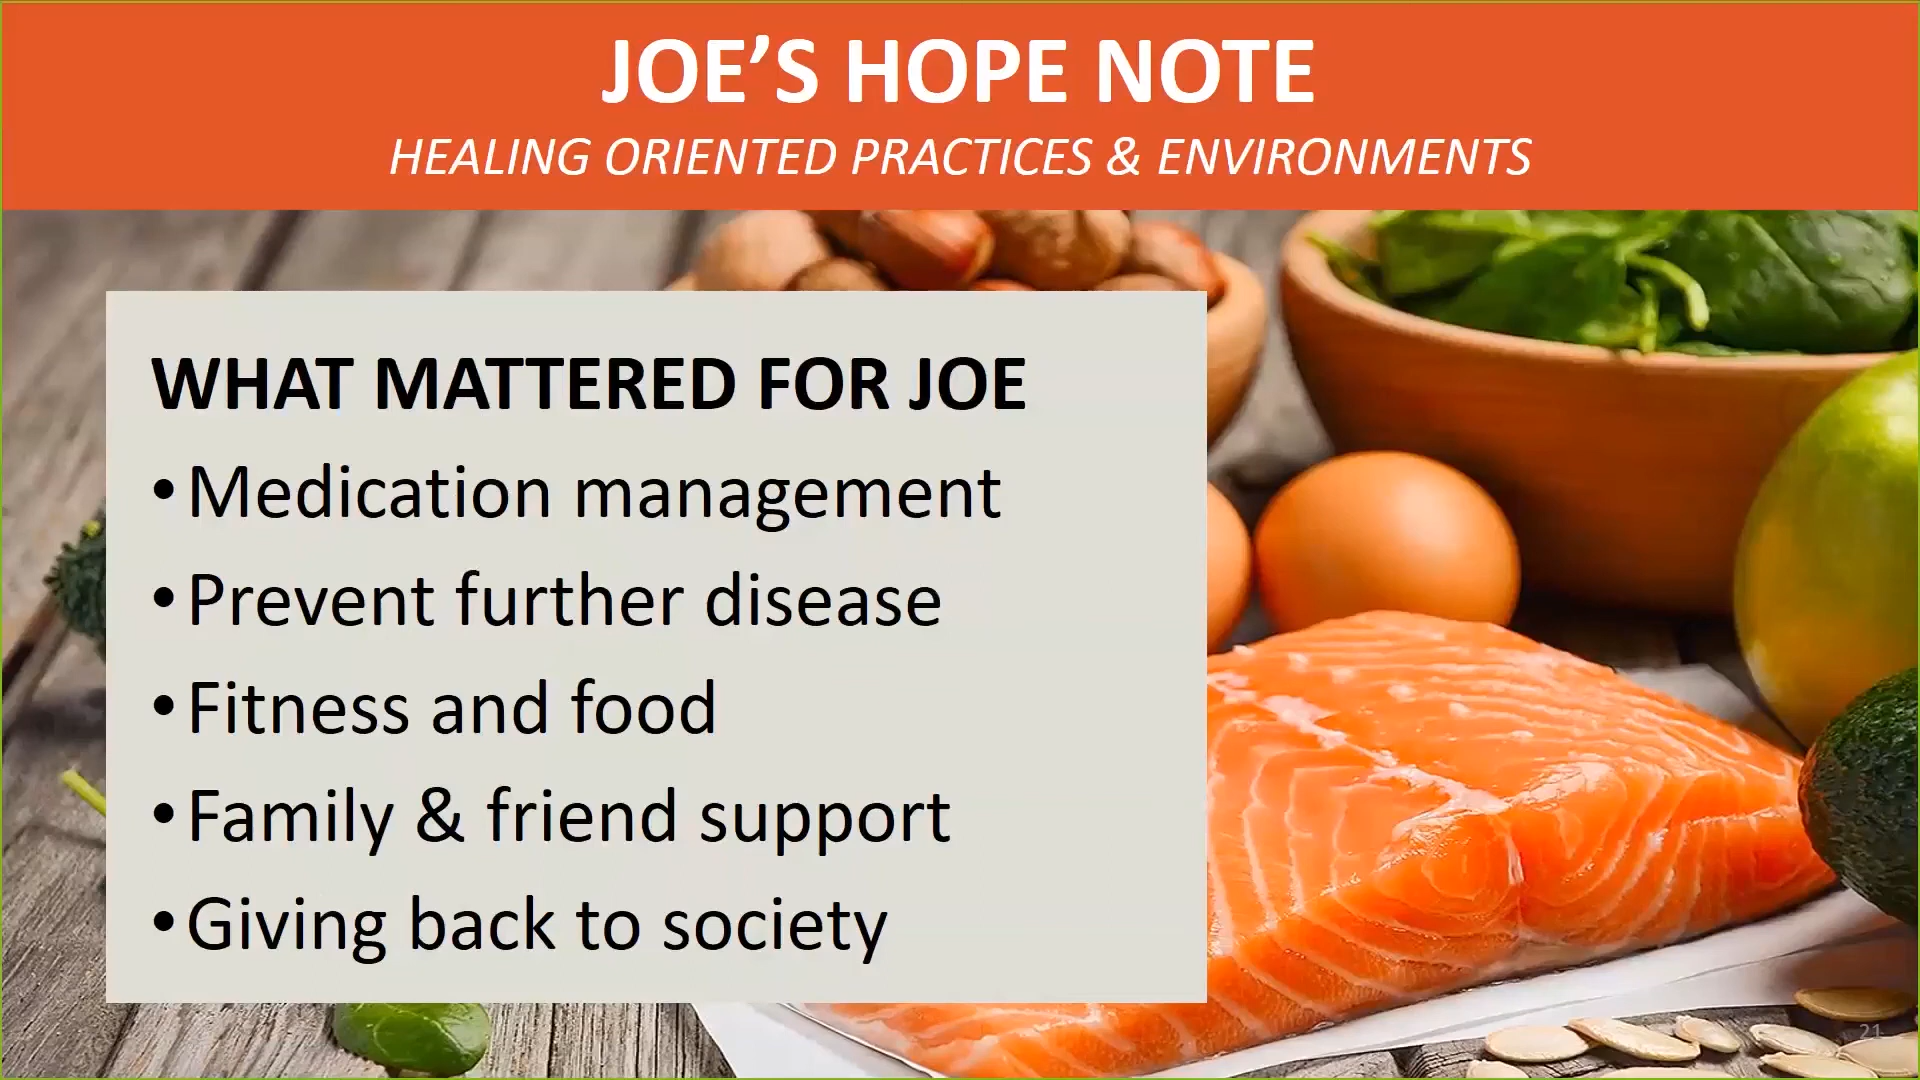 JOE’S HOPE NOTE
HEALING ORIENTED PRACTICES & ENVIRONMENTS
WHAT MATTERED FOR JOE
•Medication management
•Prevent further disease
•Fitness and food
•Family & friend support
•Giving back to society
21